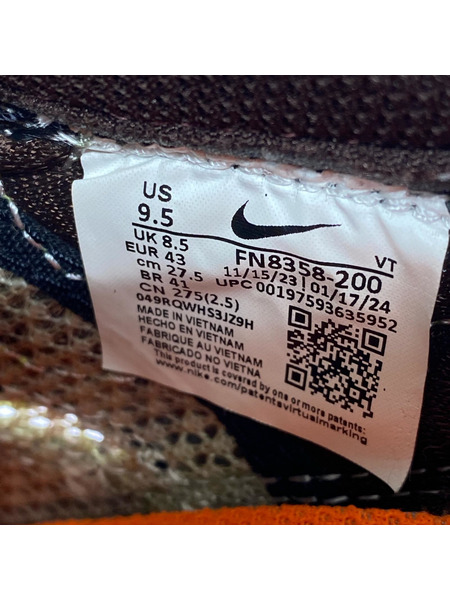 US
9.5
UK 8.5
EUR 43
cm 27.5
BR 41
CN 275(2.5)
FN8358-200
VT
11/15/23 | 01/17/24
UPC 00197593635952
049RQWHS3JZ9H
MADE IN VIETNAM
HECHO EN VIETNAM
FABRIQUE AU VIETNAM
FABRICADO NO VIETNA
This product is covered by one or more patents:
www.nike.com/patentsvirtualmarking